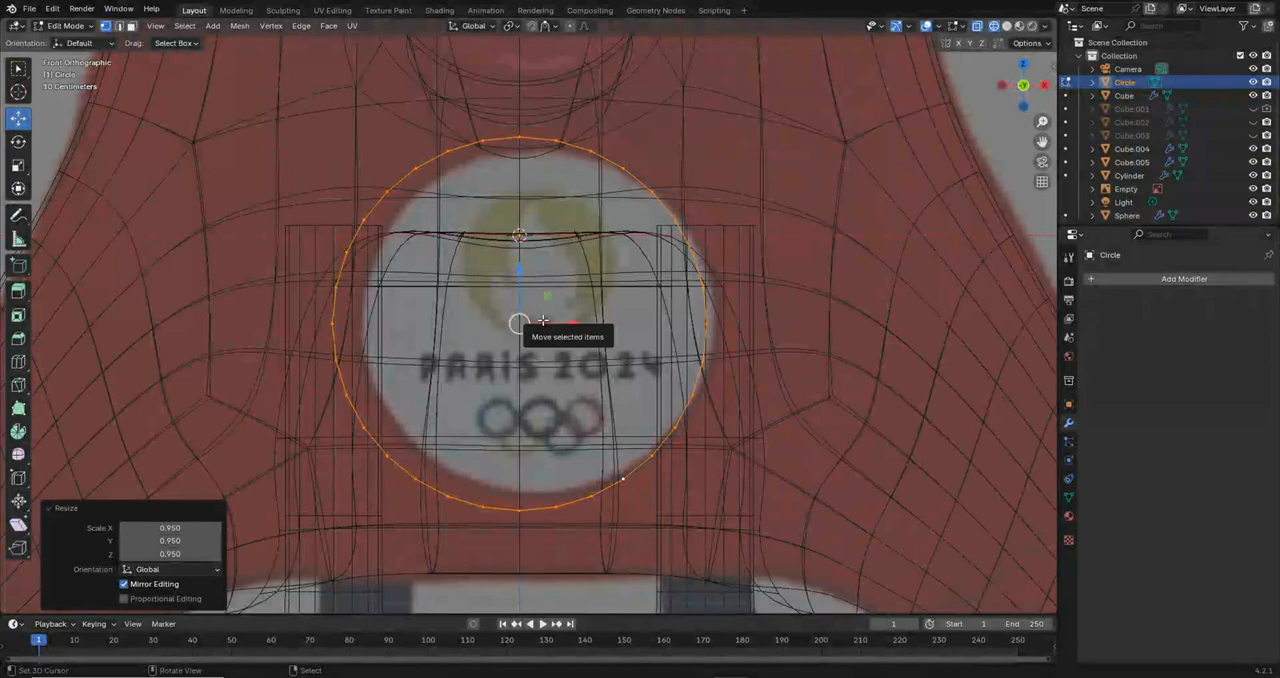 File Edit Render Window Help Layout Modeling Sculpting UV Editing Texture Paint Shading Animation Rendering Compositing Geometry Nodes Scripting + Scene ViewLayer
Edit Mode View Select Add Mesh Vertex Edge Face UV Global Search
Orientation: Default Drag: Select Box X Y Z Options
Scene Collection
Collection
Camera
Circle
Cube
Cube.001
Cube.002
Cube.003
Cube.004
Cube.005
Cylinder
Empty
Light
Sphere
Front Orthographic
(1) Circle
10 Centimeters
Z
Y
X
Search
Circle
+ Add Modifier
Move selected items
PARIS 2024
Resize
Scale X 0.950
Y 0.950
Z 0.950
Orientation Global
Mirror Editing
Proportional Editing
Playback Keying View Marker 1 Start 1 End 250
1 10 20 30 40 50 60 70 80 90 100 110 120 130 140 150 160 170 180 190 200 210 220 230 240 250
Set 3D Cursor Rotate View Select 4.2.1